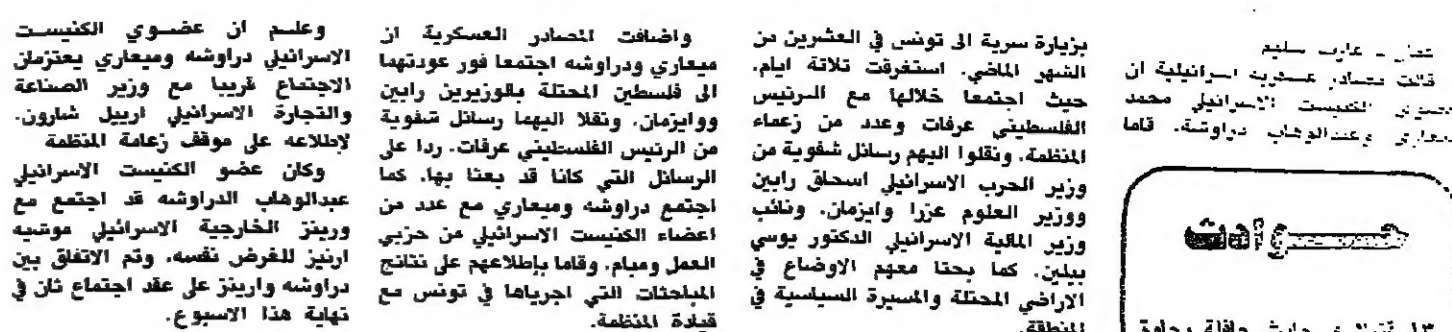 عمان - عارف سليم
قالت مصادر عسكرية اسرائيلية ان
عضوي الكنيست الاسرائيلي محمد
ميعاري وعبدالوهاب دراوشة، قاما
بزيارة سرية الى تونس في العشرين من
الشهر الماضي. استغرقت ثلاثة ايام.
حيث اجتمعا خلالها مع الرئيس
الفلسطيني عرفات وعدد من زعماء
المنظمة. ونقلوا اليهم رسائل شفوية من
وزير الحرب الاسرائيلي اسحاق رابين
ووزير العلوم عزرا وايزمان. ونائب
وزير المالية الاسرائيلي الدكتور يوسي
بيلين. كما بحثا معهم الاوضاع في
الاراضي المحتلة والمسيرة السياسية في
المنطقة.
واضافت المصادر العسكرية ان
ميعاري ودراوشه اجتمعا فور عودتهما
الى فلسطين المحتلة بالوزيرين رابين
ووايزمان. ونقلا اليهما رسائل شفوية
من الرئيس الفلسطيني عرفات. ردا على
الرسائل التي كانا قد بعثا بها. كما
اجتمع دراوشه وميعاري مع عدد من
اعضاء الكنيست الاسرائيلي من حزبي
العمل ومبام. وقاما بإطلاعهم على نتائج
المباحثات التي اجرياها في تونس مع
قيادة المنظمة.
وعلم ان عضوي الكنيست
الاسرائيلي دراوشه وميعاري يعتزمان
الاجتماع قريبا مع وزير الصناعة
والتجارة الاسرائيلي ارييل شارون.
لإطلاعه على موقف زعامة المنظمة
وكان عضو الكنيست الاسرائيلي
عبدالوهاب الدراوشه قد اجتمع مع
ورينز الخارجية الاسرائيلي موشيه
ارنيز للغرض نفسه. وتم الاتفاق بين
دراوشه وارينز على عقد اجتماع ثان في
نهاية هذا الاسبوع.